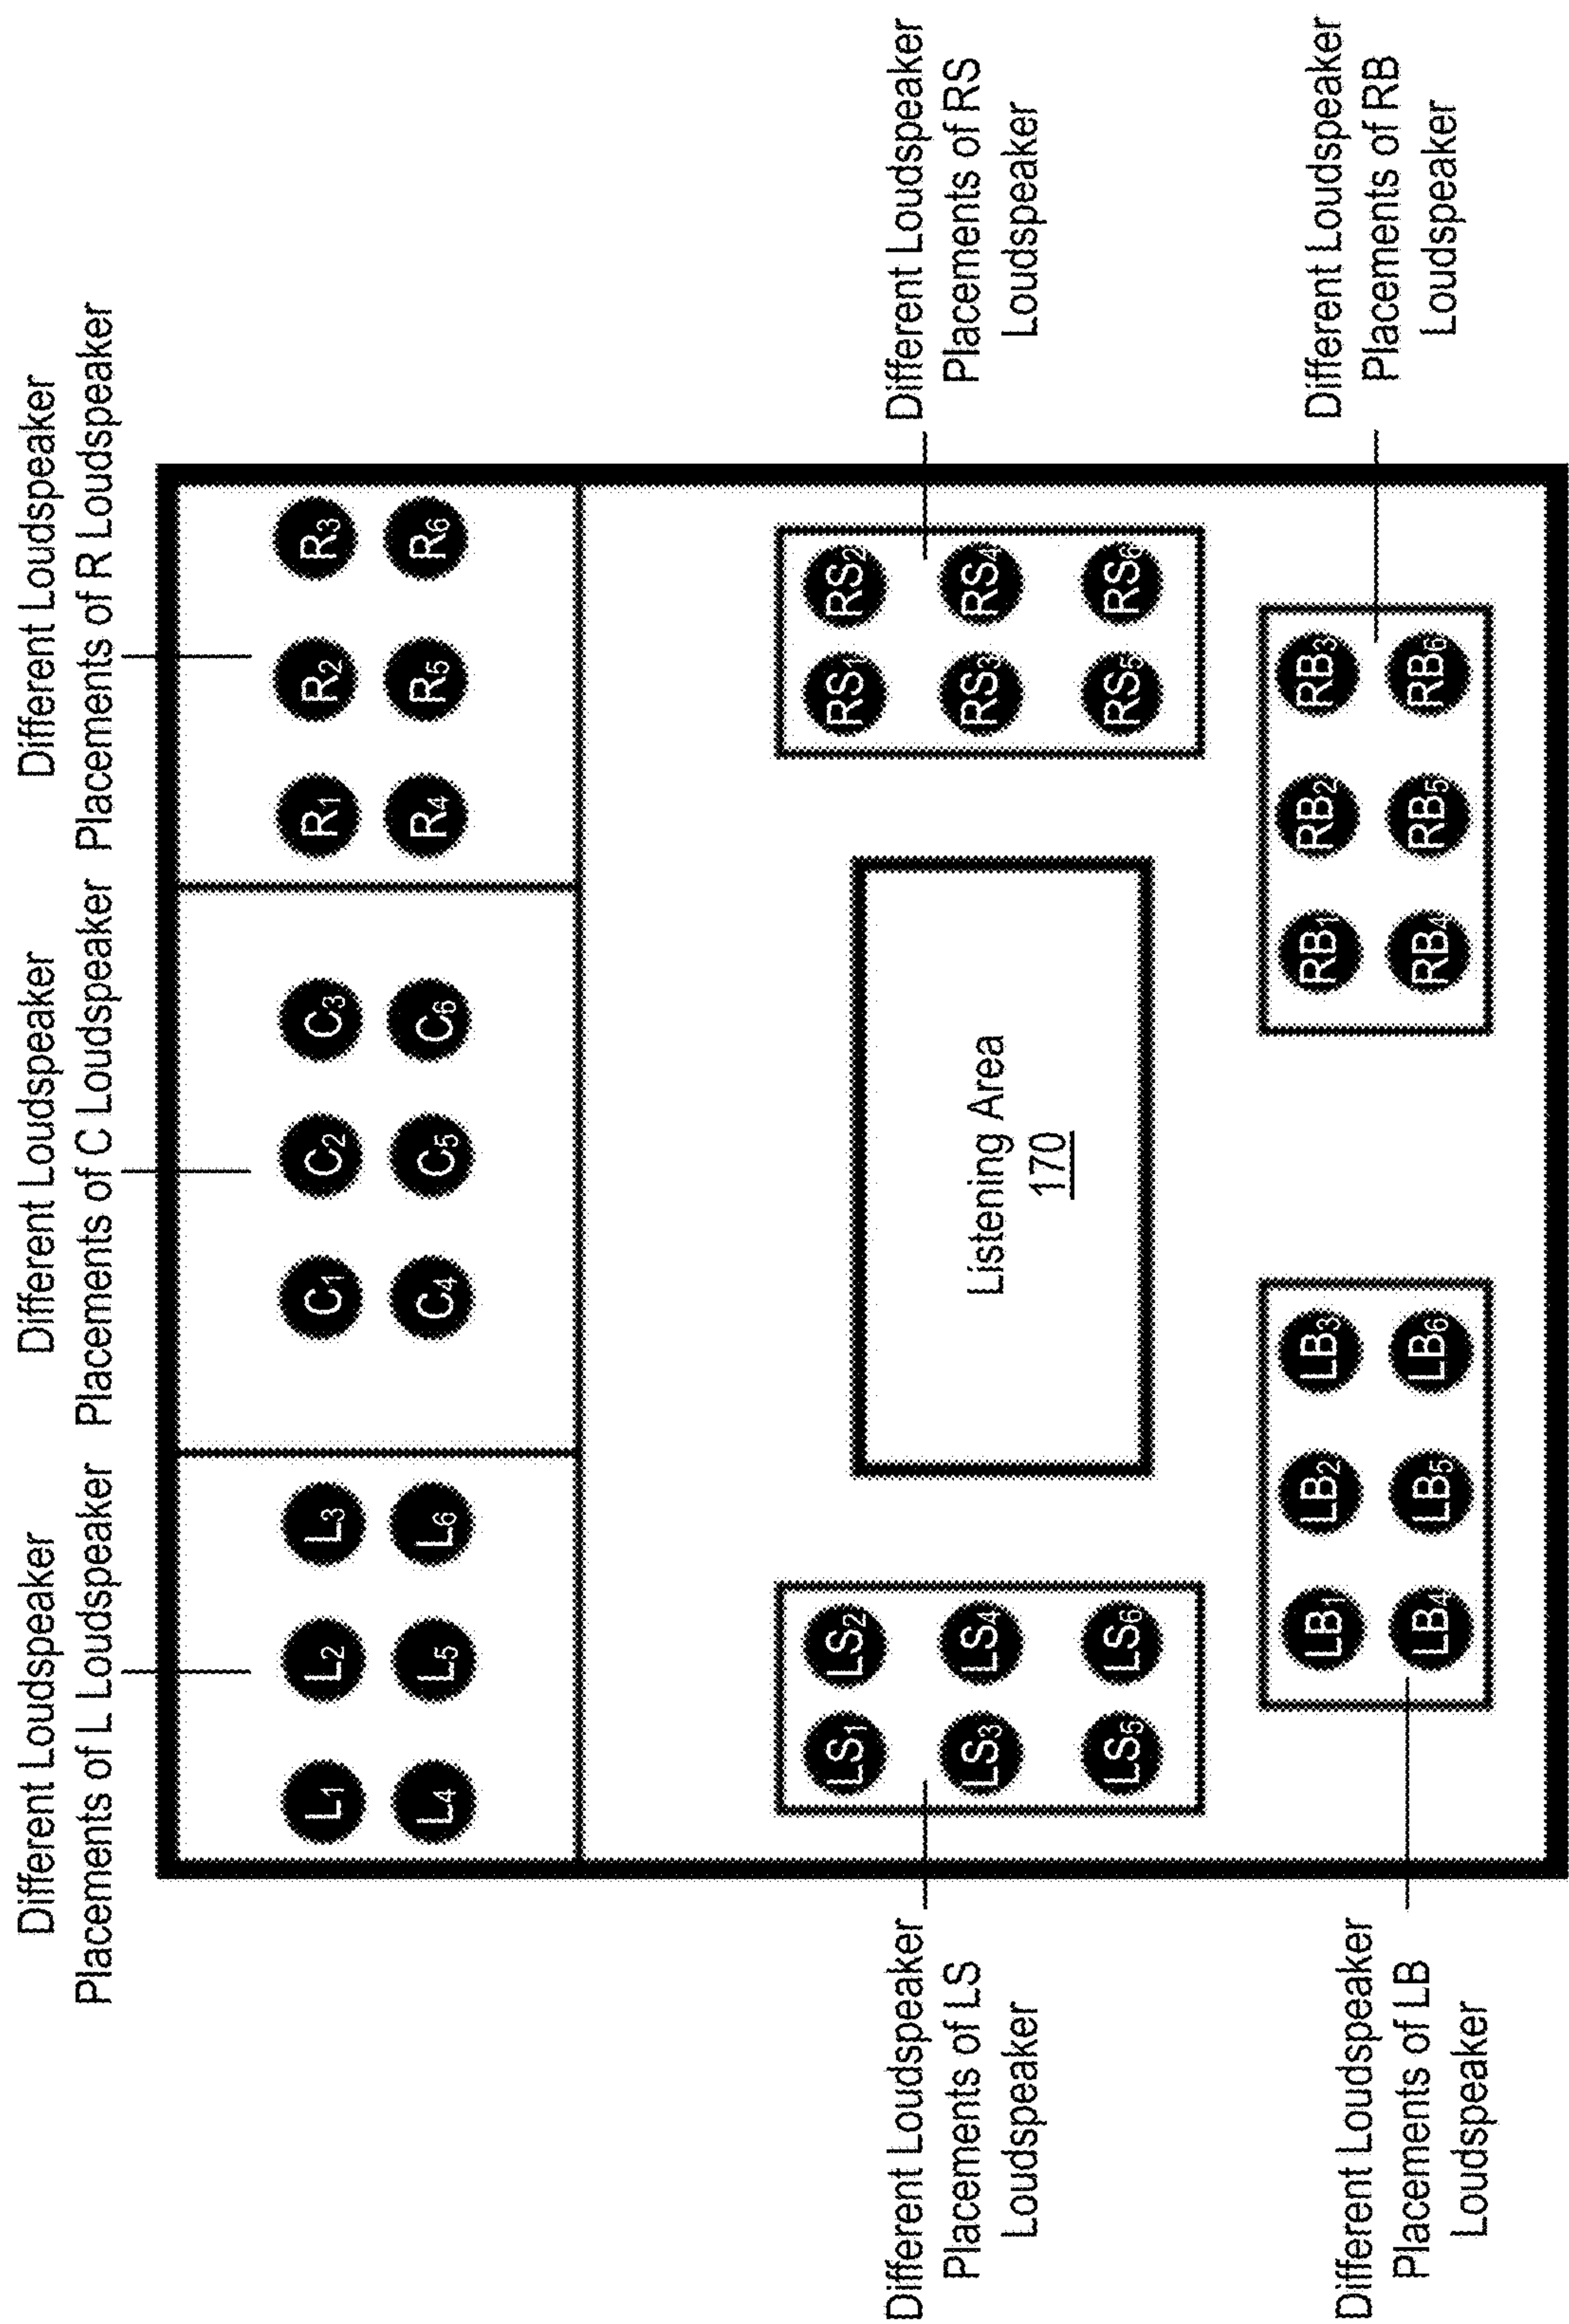 Different Loudspeaker
Placements of L Loudspeaker
Different Loudspeaker
Placements of C Loudspeaker
Different Loudspeaker
Placements of R Loudspeaker
L1 L2 L3
L4 L5 L6
C1 C2 C3
C4 C5 C6
R1 R2 R3
R4 R5 R6
Different Loudspeaker
Placements of LS
Loudspeaker
LS1 LS2
LS3 LS4
LS5 LS6
Listening Area
170
RS1 RS2
RS3 RS4
RS5 RS6
Different Loudspeaker
Placements of RS
Loudspeaker
Different Loudspeaker
Placements of LB
Loudspeaker
LB1 LB2 LB3
LB4 LB5 LB6
RB1 RB2 RB3
RB4 RB5 RB6
Different Loudspeaker
Placements of RB
Loudspeaker